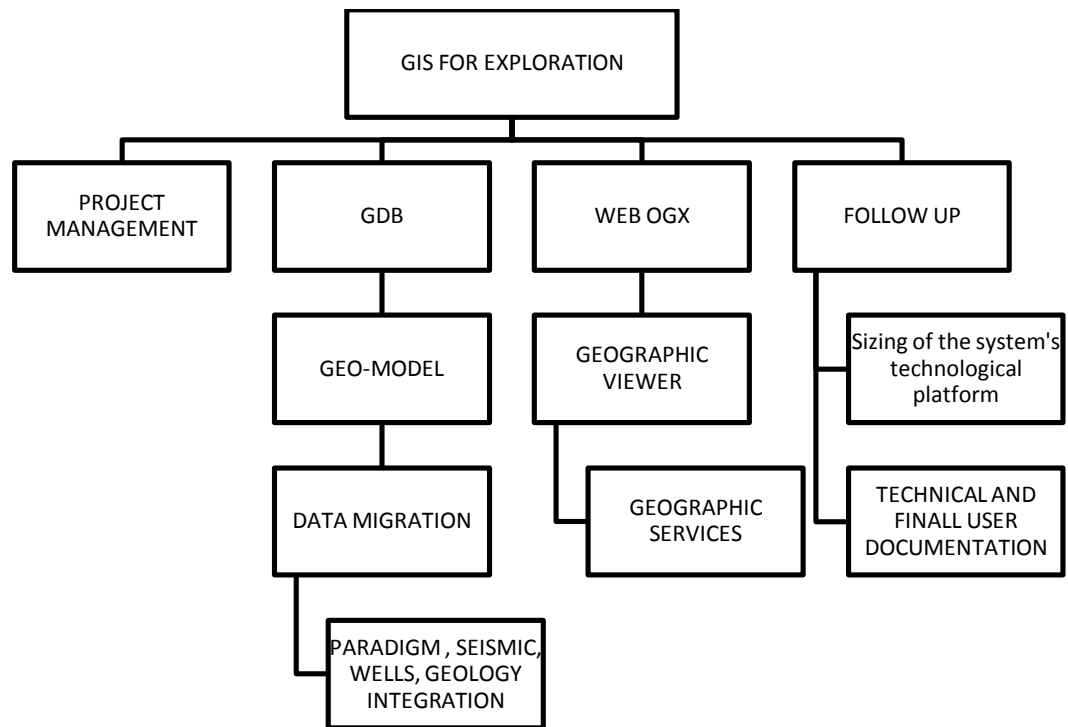 GIS FOR EXPLORATION
PROJECT
MANAGEMENT
GDB
WEB OGX
FOLLOW UP
GEO-MODEL
GEOGRAPHIC
VIEWER
Sizing of the system's
technological
platform
DATA MIGRATION
GEOGRAPHIC
SERVICES
TECHNICAL AND
FINALL USER
DOCUMENTATION
PARADIGM , SEISMIC,
WELLS, GEOLOGY
INTEGRATION